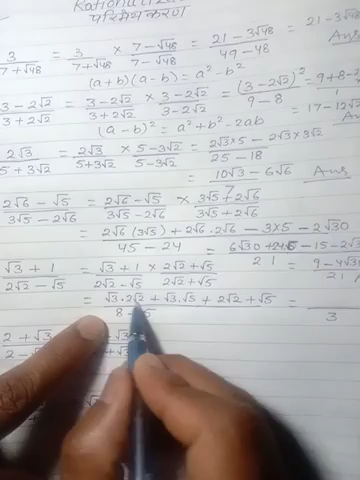 Rationali
परिमेयकरण
3/(7+√48) = 3/(7+√48) × (7-√48)/(7-√48) = (21-3√48)/(49-48) = 21-3√48 Ans
(a+b)(a-b) = a²-b²
(3-2√2)/(3+2√2) = (3-2√2)/(3+2√2) × (3-2√2)/(3-2√2) = (3-2√2)²/(9-8) = (9+8-2/1
(a-b)² = a²+b²-2ab
17-12√2
2√3/(5+3√2) = 2√3/(5+3√2) × (5-3√2)/(5-3√2) = (2√3×5-2√3×3√2)/(25-18)
= (10√3-6√6)/7 Ans
(2√6-√5)/(3√5-2√6) = (2√6-√5)/(3√5-2√6) × (3√5+2√6)/(3√5+2√6)
= (2√6(3√5)+2√6·2√6-3×5-2√30)/(45-24) = (6√30+2-15-2√3/21
(√3+1)/(2√2-√5) = (√3+1)/(2√2-√5) × (2√2+√5)/(2√2+√5) = (9-4√30/21
= (√3·2√2+√3·√5+2√2+√5)/(8-5) = /3
2+√3
2-